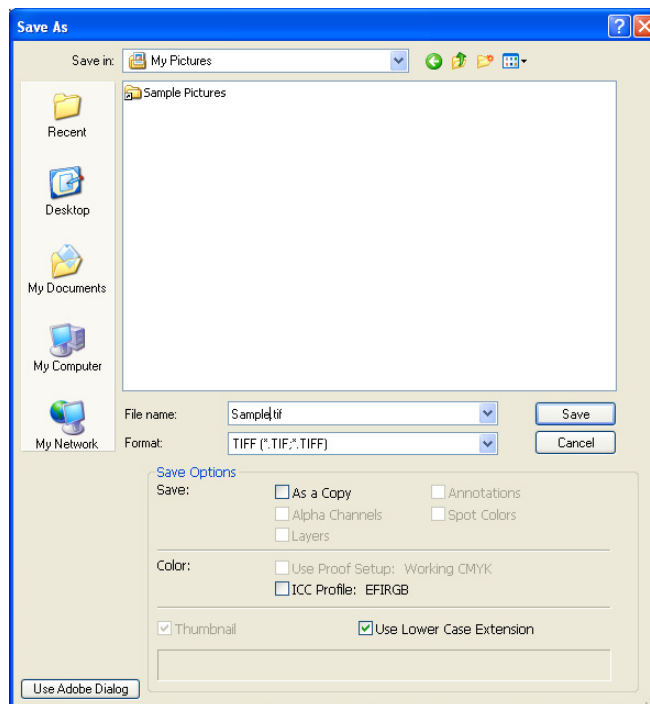 Save As
Save in: My Pictures
Sample Pictures
Recent
Desktop
My Documents
My Computer
My Network
File name: Sample.tif Save
Format: TIFF (*.TIF;*.TIFF) Cancel
Save Options
Save: As a Copy Annotations
Alpha Channels Spot Colors
Layers
Color: Use Proof Setup: Working CMYK
ICC Profile: EFIRGB
Thumbnail Use Lower Case Extension
Use Adobe Dialog